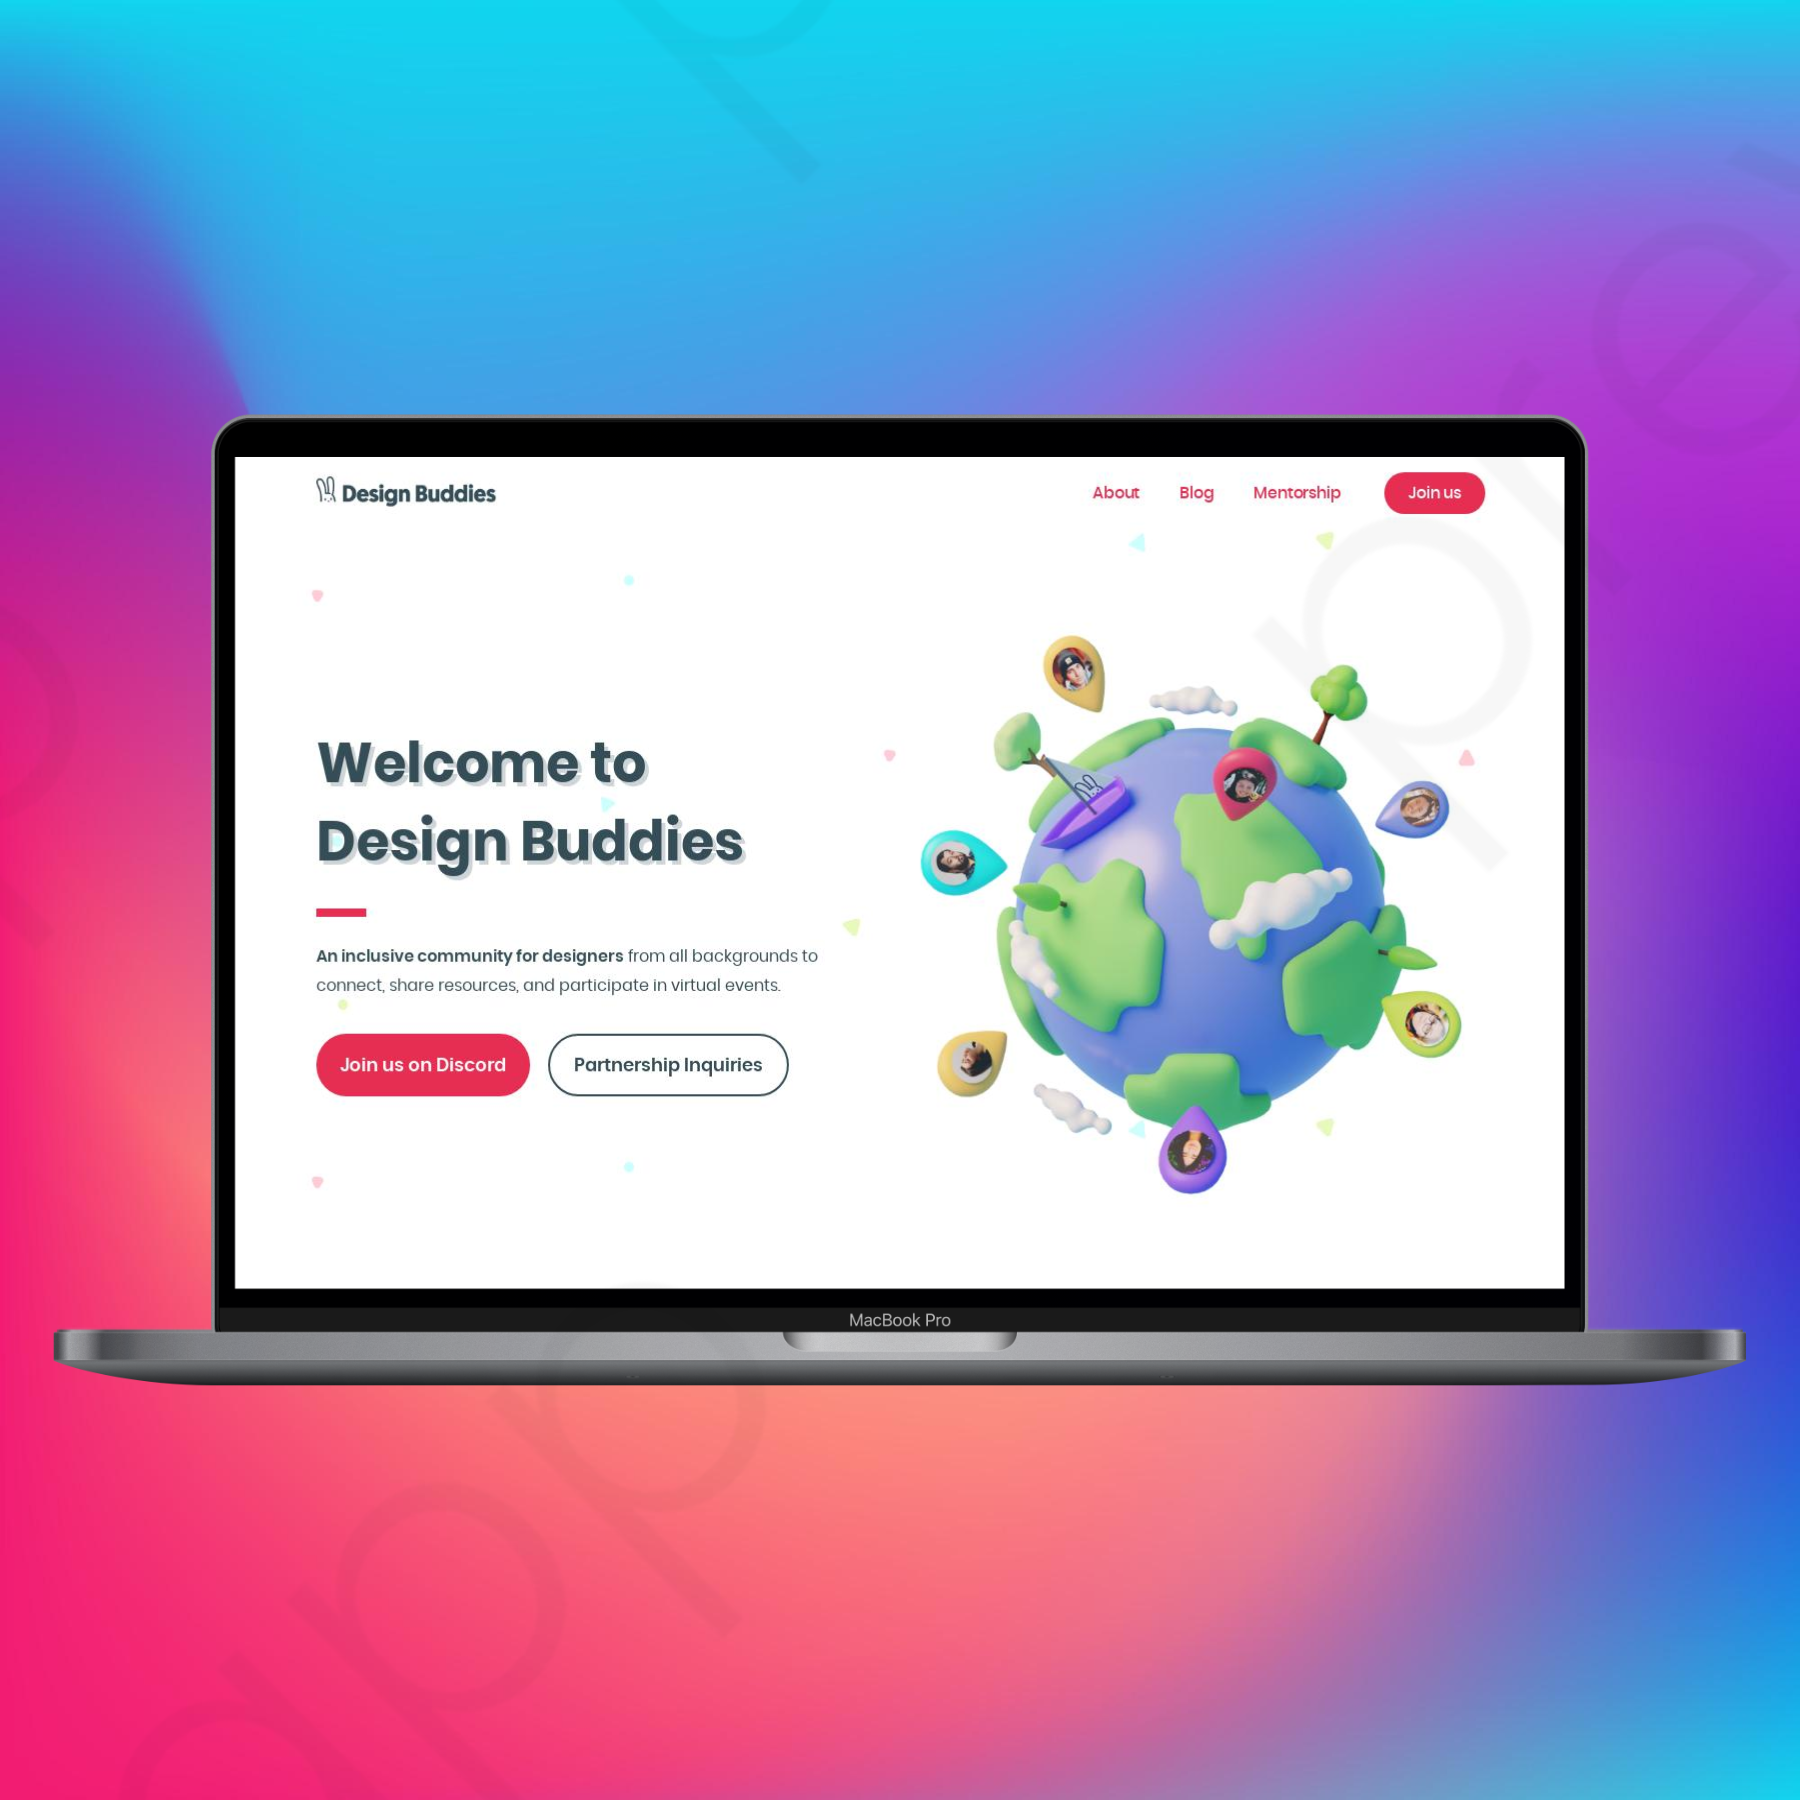 Design Buddies
About
Blog
Mentorship
Join us
Welcome to
Design Buddies
An inclusive community for designers from all backgrounds to
connect, share resources, and participate in virtual events.
Join us on Discord
Partnership Inquiries
MacBook Pro